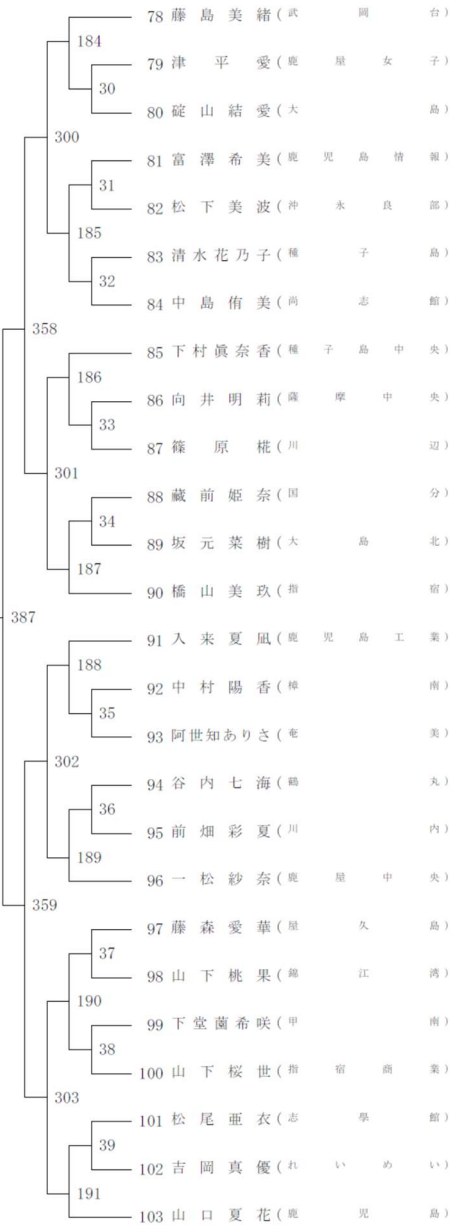 78 藤島美緒(武岡台)
184
79 津平愛(鹿屋女子)
30
80 碇山結愛(大島)
300
81 富澤希美(鹿児島情報)
31
82 松下美波(沖永良部)
185
83 清水花乃子(種子島)
32
84 中島侑美(尚志館)
358
85 下村眞奈香(種子島中央)
186
86 向井明莉(薩摩中央)
33
87 篠原椛(川辺)
301
88 蔵前姫奈(国分)
34
89 坂元菜樹(大島北)
187
90 橋山美玖(指宿)
387
91 入来夏凪(鹿児島工業)
188
92 中村陽香(樟南)
35
93 阿世知ありさ(奄美)
302
94 谷内七海(鶴丸)
36
95 前畑彩夏(川内)
189
96 一松紗奈(鹿屋中央)
359
97 藤森愛華(屋久島)
37
98 山下桃果(錦江湾)
190
99 下堂薗希咲(甲南)
38
100 山下桜世(指宿商業)
303
101 松尾亜衣(志學館)
39
102 吉岡真優(れいめい)
191
103 山口夏花(鹿児島)